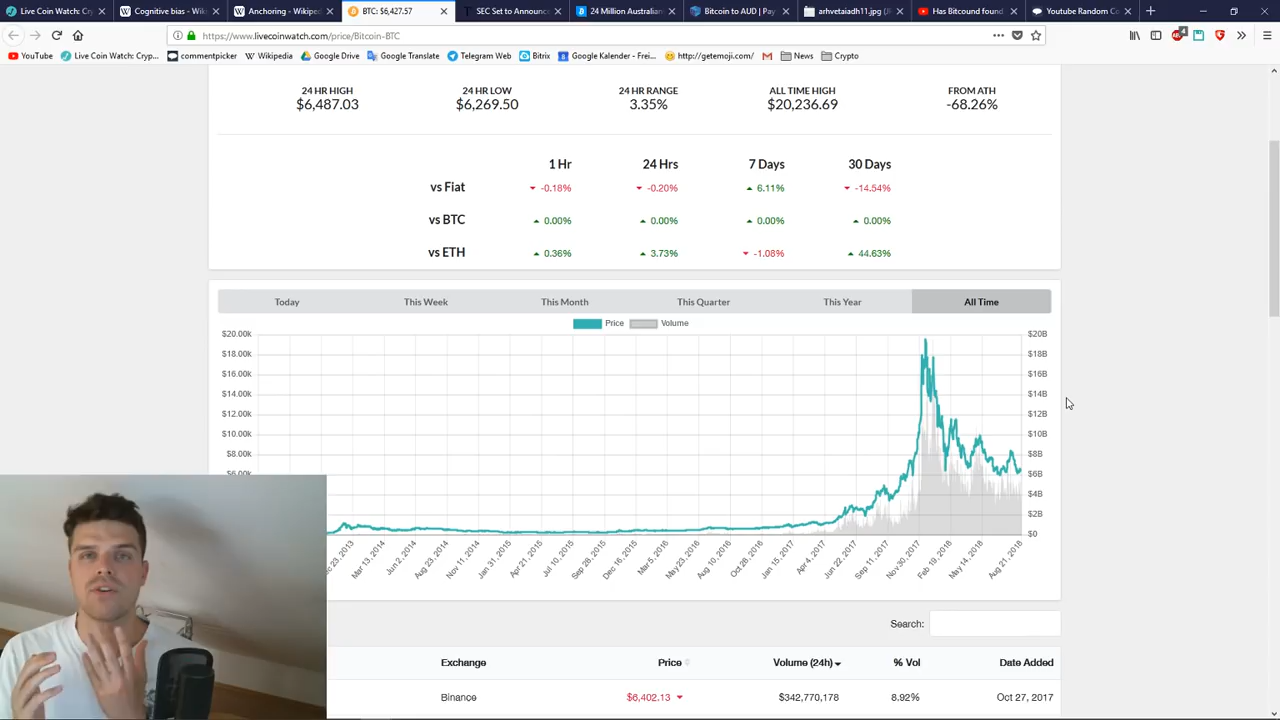 Live Coin Watch: Cry
Cognitive bias - Wiki
Anchoring - Wikiped
BTC: $6,427.57
SEC Set to Announc
24 Million Australian
Bitcoin to AUD | Pay
arhvetaiadh11.jpg (
Has Bitcound found
Youtube Random Co
https://www.livecoinwatch.com/price/Bitcoin-BTC
4
YouTube
Live Coin Watch: Cryp...
commentpicker
Wikipedia
Google Drive
Google Translate
Telegram Web
Bitrix
Google Kalender - Frei...
http://getemoji.com/
News
Crypto
24 HR HIGH 24 HR LOW 24 HR RANGE ALL TIME HIGH FROM ATH
$6,487.03 $6,269.50 3.35% $20,236.69 -68.26%
1 Hr 24 Hrs 7 Days 30 Days
vs Fiat -0.18% -0.20% 6.11% -14.54%
vs BTC 0.00% 0.00% 0.00% 0.00%
vs ETH 0.36% 3.73% -1.08% 44.63%
Today This Week This Month This Quarter This Year All Time
Price Volume
$20.00k $20B
$18.00k $18B
$16.00k $16B
$14.00k $14B
$12.00k $12B
$10.00k $10B
$8.00k $8B
$6.00k $6B
$4B
$2B
$0
Dec 23, 2013 Mar 13, 2014 Jun 2, 2014 Aug 23, 2014 Nov 11, 2014 Jan 31, 2015 Apr 21, 2015 Jul 10, 2015 Sep 28, 2015 Dec 16, 2015 Mar 5, 2016 May 23, 2016 Aug 10, 2016 Oct 28, 2016 Jan 15, 2017 Apr 4, 2017 Jun 22, 2017 Sep 11, 2017 Nov 30, 2017 Feb 19, 2018 May 14, 2018 Aug 21, 2018
Search:
Exchange Price Volume (24h) % Vol Date Added
Binance $6,402.13 $342,770,178 8.92% Oct 27, 2017